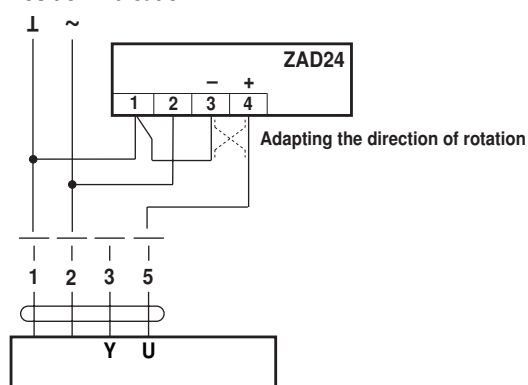 ⊥ ~
ZAD24
– +
1 2 3 4
Adapting the direction of rotation
1 2 3 5
Y U